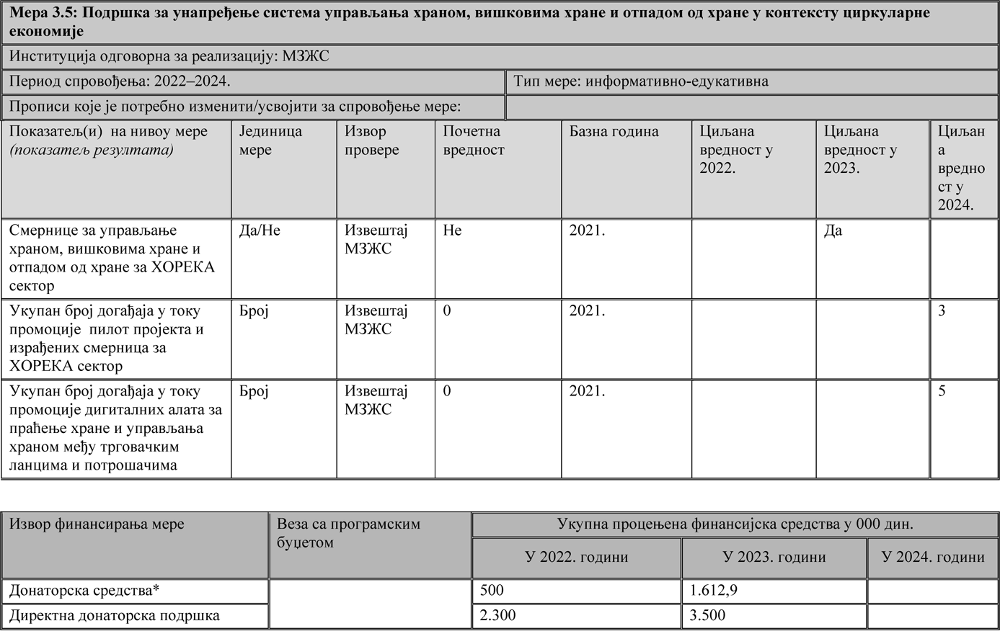 Мера 3.5: Подршка за унапређење система управљања храном, вишковима хране и отпадом од хране у контексту циркуларне
економије
Институција одговорна за реализацију: МЗЖС
Период спровођења: 2022–2024.
Тип мере: информативно-едукативна
Прописи које је потребно изменити/усвојити за спровођење мере:
Показатељ(и) на нивоу мере
(показатељ резултата)
Јединица
мере
Извор
провере
Почетна
вредност
Базна година
Циљана
вредност у
2022.
Циљана
вредност у
2023.
Циљан
а
вредно
ст у
2024.
Смернице за управљање
храном, вишковима хране и
отпадом од хране за ХОРЕКА
сектор
Да/Не
Извештај
МЗЖС
Не
2021.
Да
Укупан број догађаја у току
промоције пилот пројекта и
израђених смерница за
ХОРЕКА сектор
Број
Извештај
МЗЖС
0
2021.
3
Укупан број догађаја у току
промоције дигиталних алата за
праћење хране и управљања
храном међу трговачким
ланцима и потрошачима
Број
Извештај
МЗЖС
0
2021.
5
Извор финансирања мере
Веза са програмским
буџетом
Укупна процењена финансијска средства у 000 дин.
У 2022. години
У 2023. години
У 2024. години
Донаторска средства*
500
1.612,9
Директна донаторска подршка
2.300
3.500